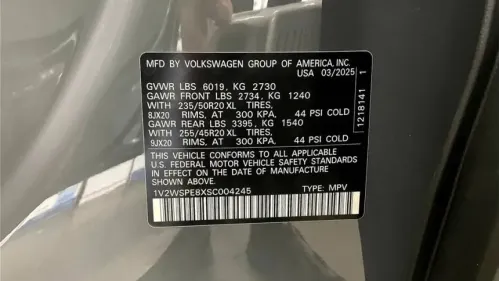 MFD BY VOLKSWAGEN GROUP OF AMERICA, INC.
USA 03/2025
GVWR LBS 6019, KG 2730
GAWR FRONT LBS 2734, KG 1240
WITH 235/50R20 XL TIRES,
8JX20 RIMS, AT 300 KPA, 44 PSI COLD
GAWR REAR LBS 3395, KG 1540
WITH 255/45R20 XL TIRES,
9JX20 RIMS, AT 300 KPA, 44 PSI COLD
THIS VEHICLE CONFORMS TO ALL APPLICABLE
U.S. FEDERAL MOTOR VEHICLE SAFETY STANDARDS
IN EFFECT ON THE DATE OF MANUFACTURE
SHOWN ABOVE.
1V2WSPE8XSC004245 TYPE: MPV
1218141 1